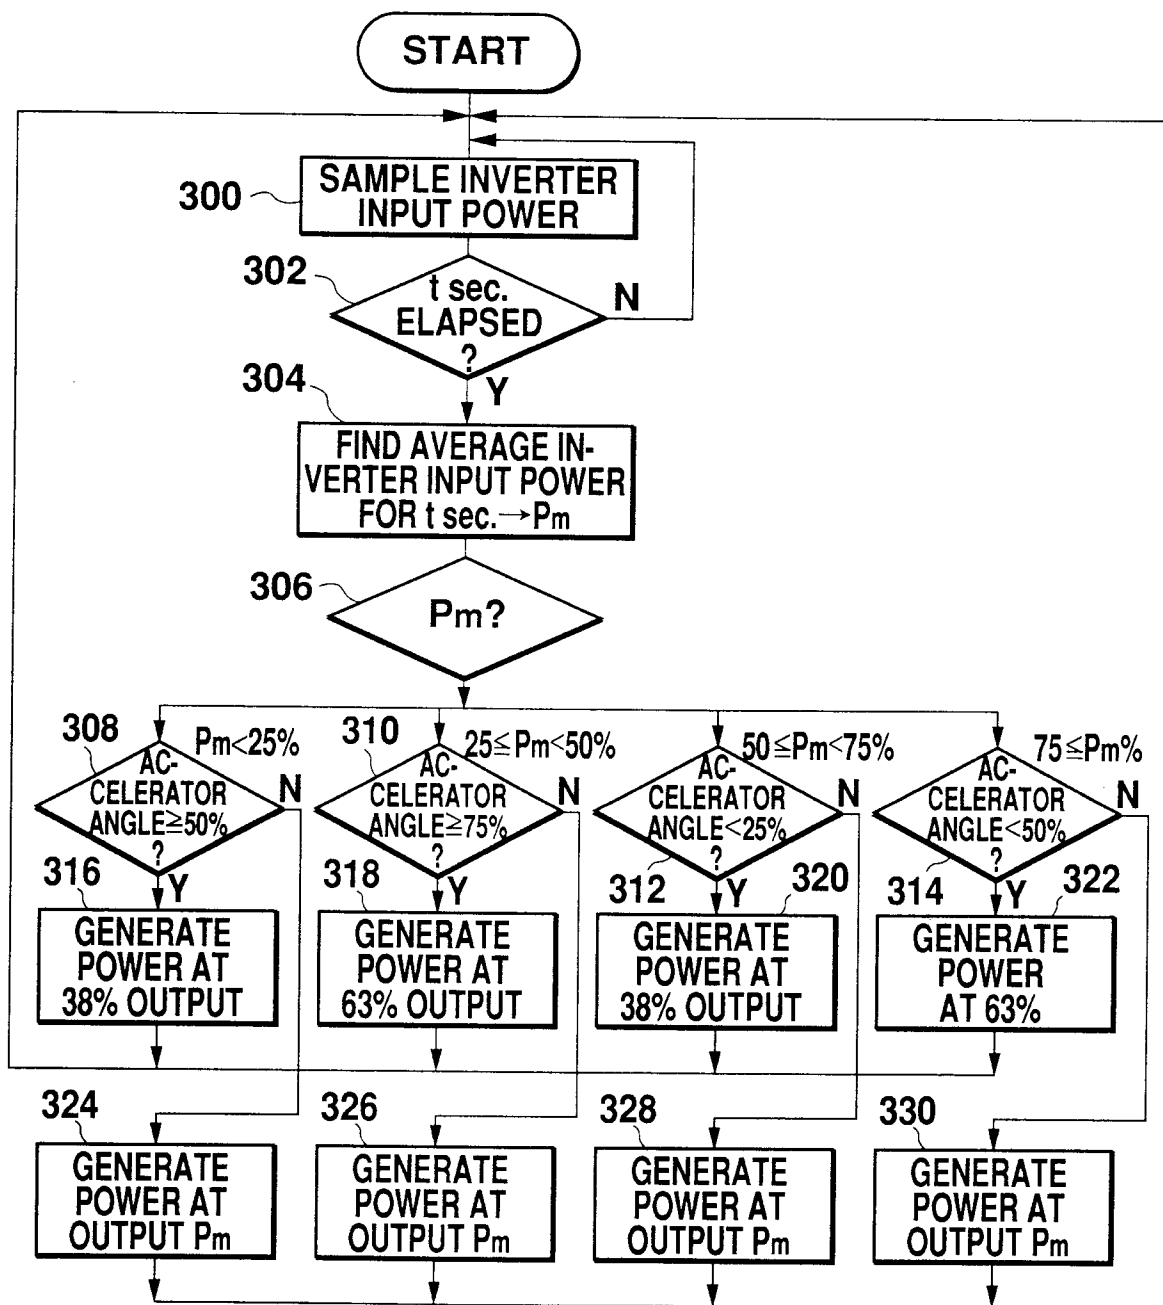 START
300
SAMPLE INVERTER
INPUT POWER
302
t sec.
ELAPSED
?
N
Y
304
FIND AVERAGE IN-
VERTER INPUT POWER
FOR t sec.→Pm
306
Pm?
308
Pm<25%
AC-
CELERATOR
ANGLE≧50%
?
N
Y
310
25≦Pm<50%
AC-
CELERATOR
ANGLE≧75%
?
N
Y
50≦Pm<75%
AC-
CELERATOR
ANGLE<25%
?
312
N
Y
75≦Pm%
AC-
CELERATOR
ANGLE<50%
?
314
N
Y
316
GENERATE
POWER AT
38% OUTPUT
318
GENERATE
POWER AT
63% OUTPUT
320
GENERATE
POWER AT
38% OUTPUT
322
GENERATE
POWER
AT 63%
324
GENERATE
POWER AT
OUTPUT Pm
326
GENERATE
POWER AT
OUTPUT Pm
328
GENERATE
POWER AT
OUTPUT Pm
330
GENERATE
POWER AT
OUTPUT Pm